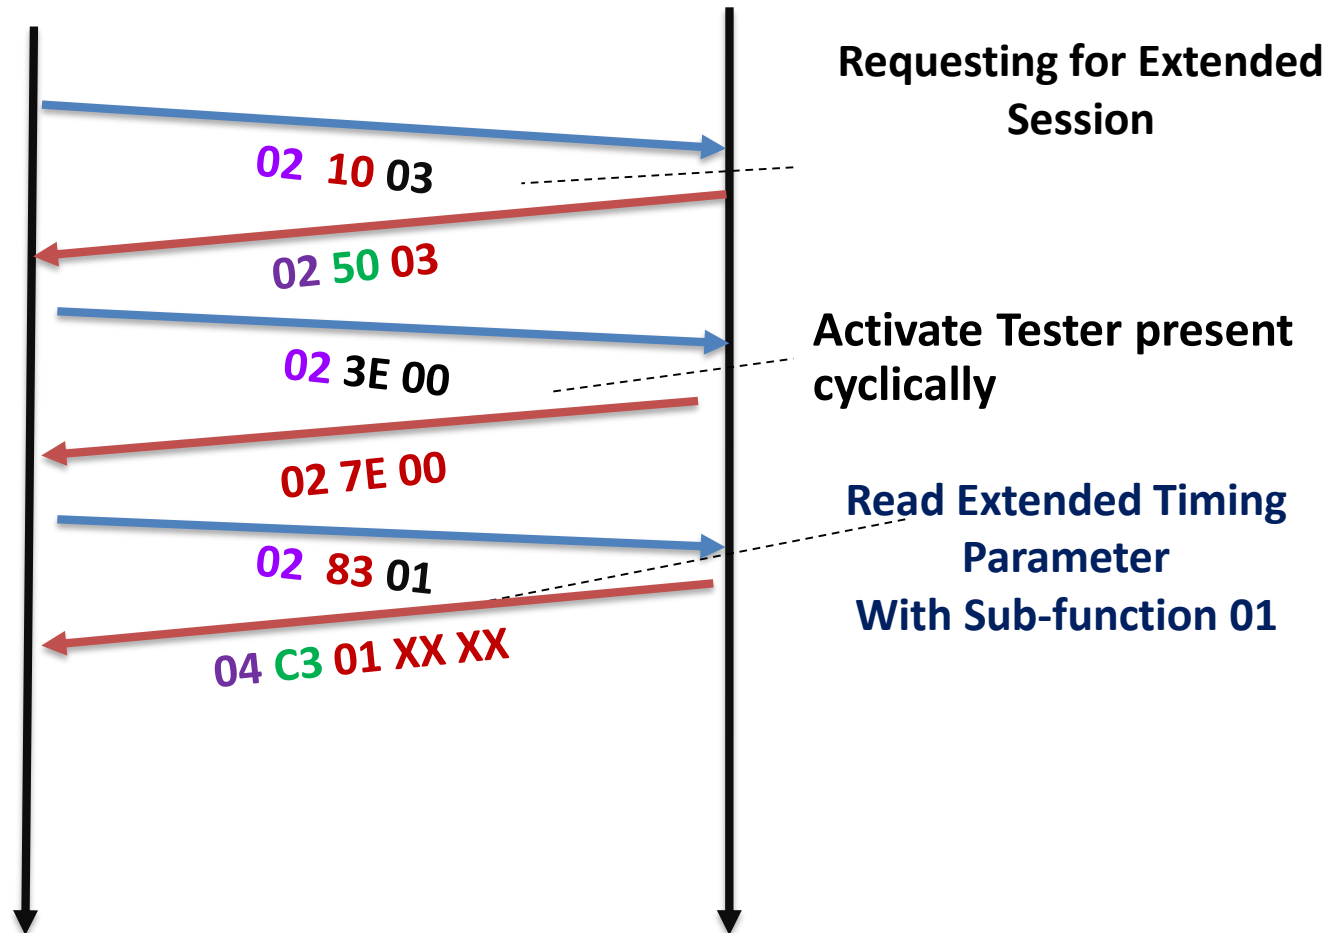 Requesting for Extended
Session
02 10 03
02 50 03
Activate Tester present
cyclically
02 3E 00
02 7E 00
Read Extended Timing
Parameter
With Sub-function 01
02 83 01
04 C3 01 XX XX